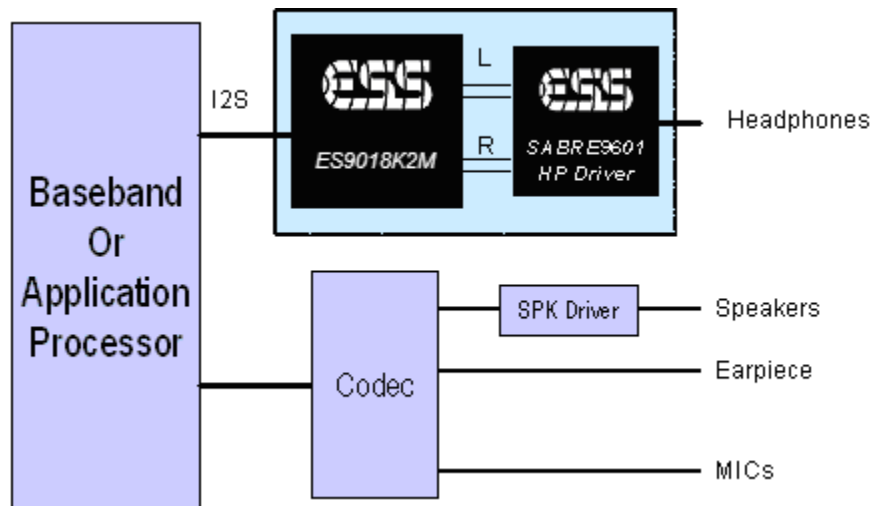 Baseband
Or
Application
Processor
I2S
ESS
ES9018K2M
L
R
ESS
SABRE9601
HP Driver
Headphones
Codec
SPK Driver
Speakers
Earpiece
MICs